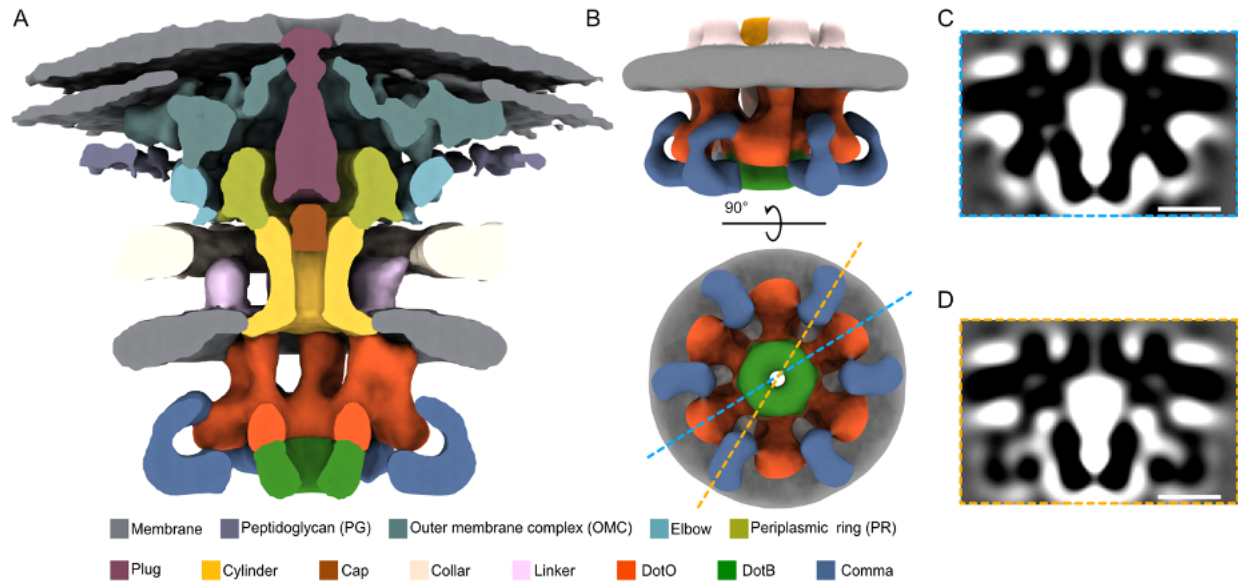 A
B
C
90°
D
Membrane Peptidoglycan (PG) Outer membrane complex (OMC) Elbow Periplasmic ring (PR)
Plug Cylinder Cap Collar Linker DotO DotB Comma